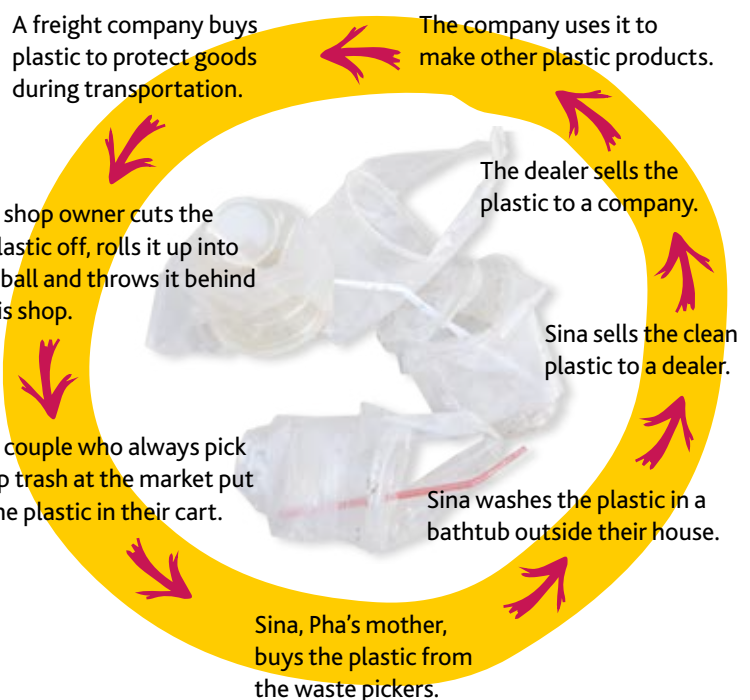 A freight company buys
plastic to protect goods
during transportation.
shop owner cuts the
lastic off, rolls it up into
ball and throws it behind
is shop.
couple who always pick
p trash at the market put
ne plastic in their cart.
Sina, Pha's mother,
buys the plastic from
the waste pickers.
Sina washes the plastic in a
bathtub outside their house.
Sina sells the clean
plastic to a dealer.
The dealer sells the
plastic to a company.
The company uses it to
make other plastic products.